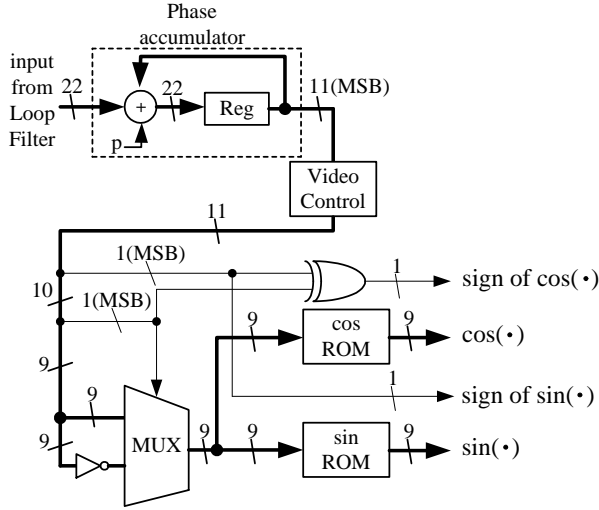 Phase
accumulator
input
from
Loop
Filter
22
+
22
Reg
11(MSB)
p
Video
Control
11
1(MSB)
1
sign of cos(·)
10
1(MSB)
9
cos
ROM
9
cos(·)
9
9
1
sign of sin(·)
9
MUX
9
9
sin
ROM
9
sin(·)